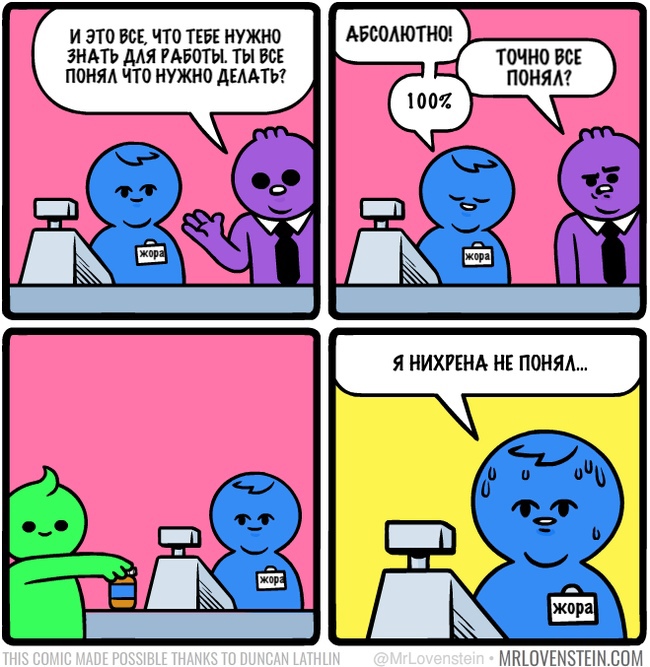 И ЭТО ВСЕ, ЧТО ТЕБЕ НУЖНО
ЗНАТЬ ДЛЯ РАБОТЫ. ТЫ ВСЕ
ПОНЯЛ ЧТО НУЖНО ДЕЛАТЬ?
жора
АБСОЛЮТНО!
100%
ТОЧНО ВСЕ
ПОНЯЛ?
жора
жора
Я НИХРЕНА НЕ ПОНЯЛ...
жора
THIS COMIC MADE POSSIBLE THANKS TO DUNCAN LATHLIN
@MrLovenstein • MRLOVENSTEIN.COM